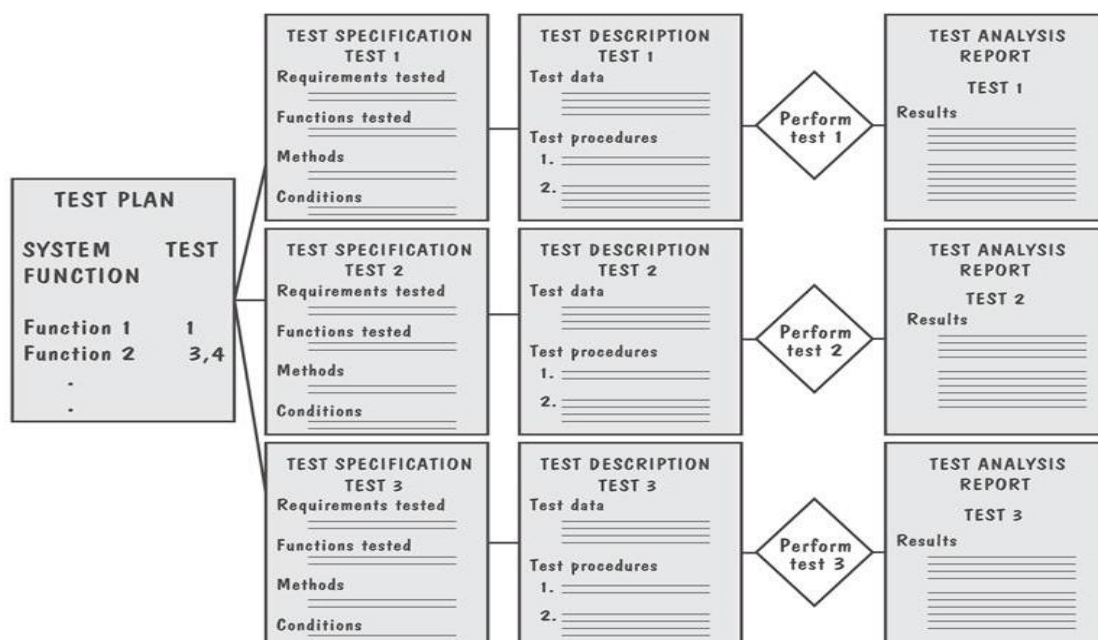 TEST PLAN
SYSTEM FUNCTION TEST
Function 1 1
Function 2 3,4
.
.
TEST SPECIFICATION
TEST 1
Requirements tested
Functions tested
Methods
Conditions
TEST DESCRIPTION
TEST 1
Test data
Test procedures
1.
2.
Perform
test 1
TEST ANALYSIS
REPORT
TEST 1
Results
TEST SPECIFICATION
TEST 2
Requirements tested
Functions tested
Methods
Conditions
TEST DESCRIPTION
TEST 2
Test data
Test procedures
1.
2.
Perform
test 2
TEST ANALYSIS
REPORT
TEST 2
Results
TEST SPECIFICATION
TEST 3
Requirements tested
Functions tested
Methods
Conditions
TEST DESCRIPTION
TEST 3
Test data
Test procedures
1.
2.
Perform
test 3
TEST ANALYSIS
REPORT
TEST 3
Results